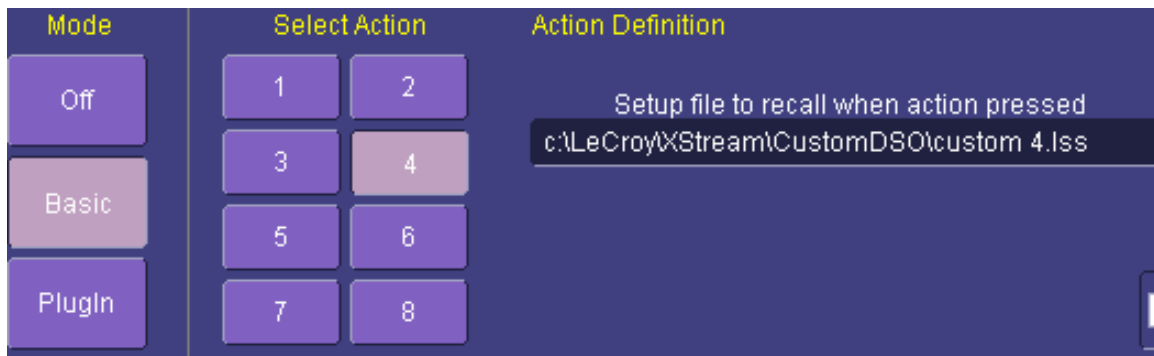 Mode
Select Action
Action Definition
Off
1
2
Setup file to recall when action pressed
c:\LeCroy\XStream\CustomDSO\custom 4.lss
3
4
Basic
5
6
PlugIn
7
8